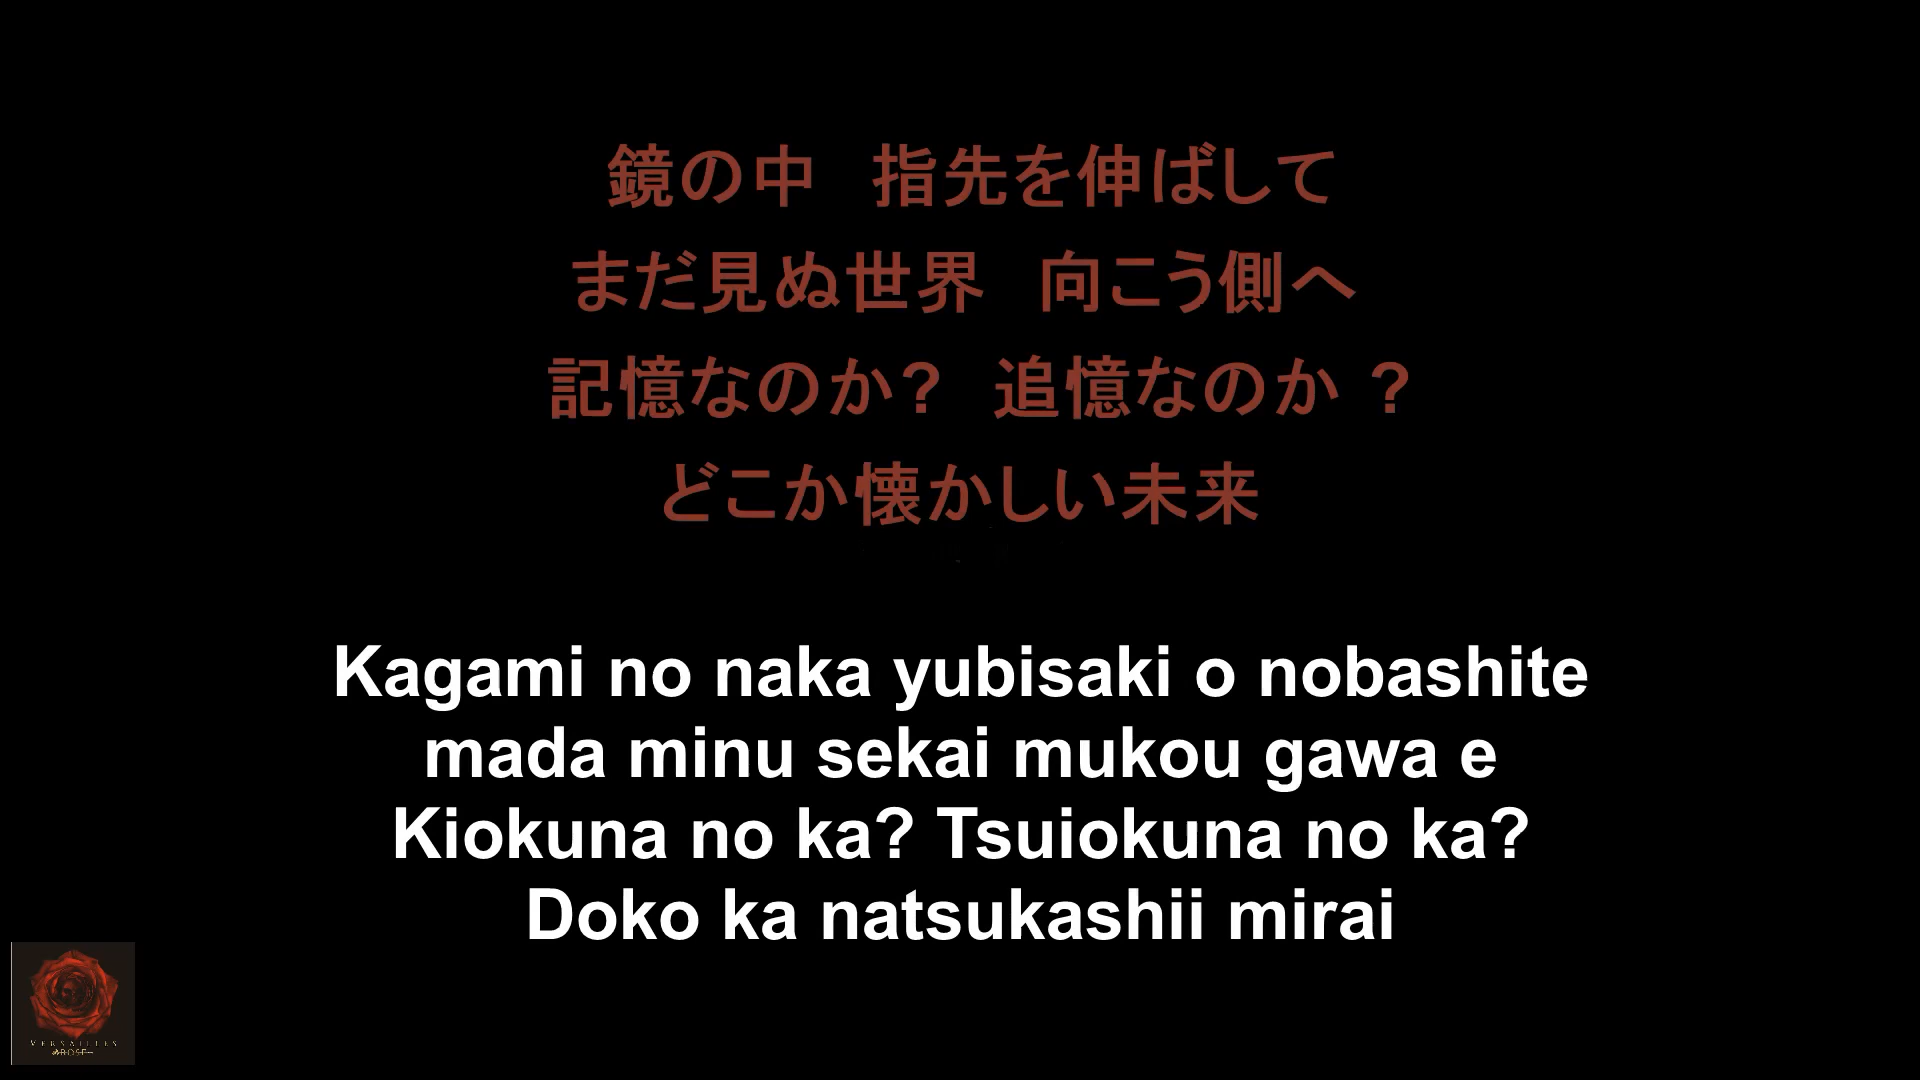 鏡の中　指先を伸ばして
まだ見ぬ世界　向こう側へ
記憶なのか？　追憶なのか ？
どこか懐かしい未来
Kagami no naka yubisaki o nobashite
mada minu sekai mukou gawa e
Kiokuna no ka? Tsuiokuna no ka?
Doko ka natsukashii mirai
VERSAILLES
ROSE